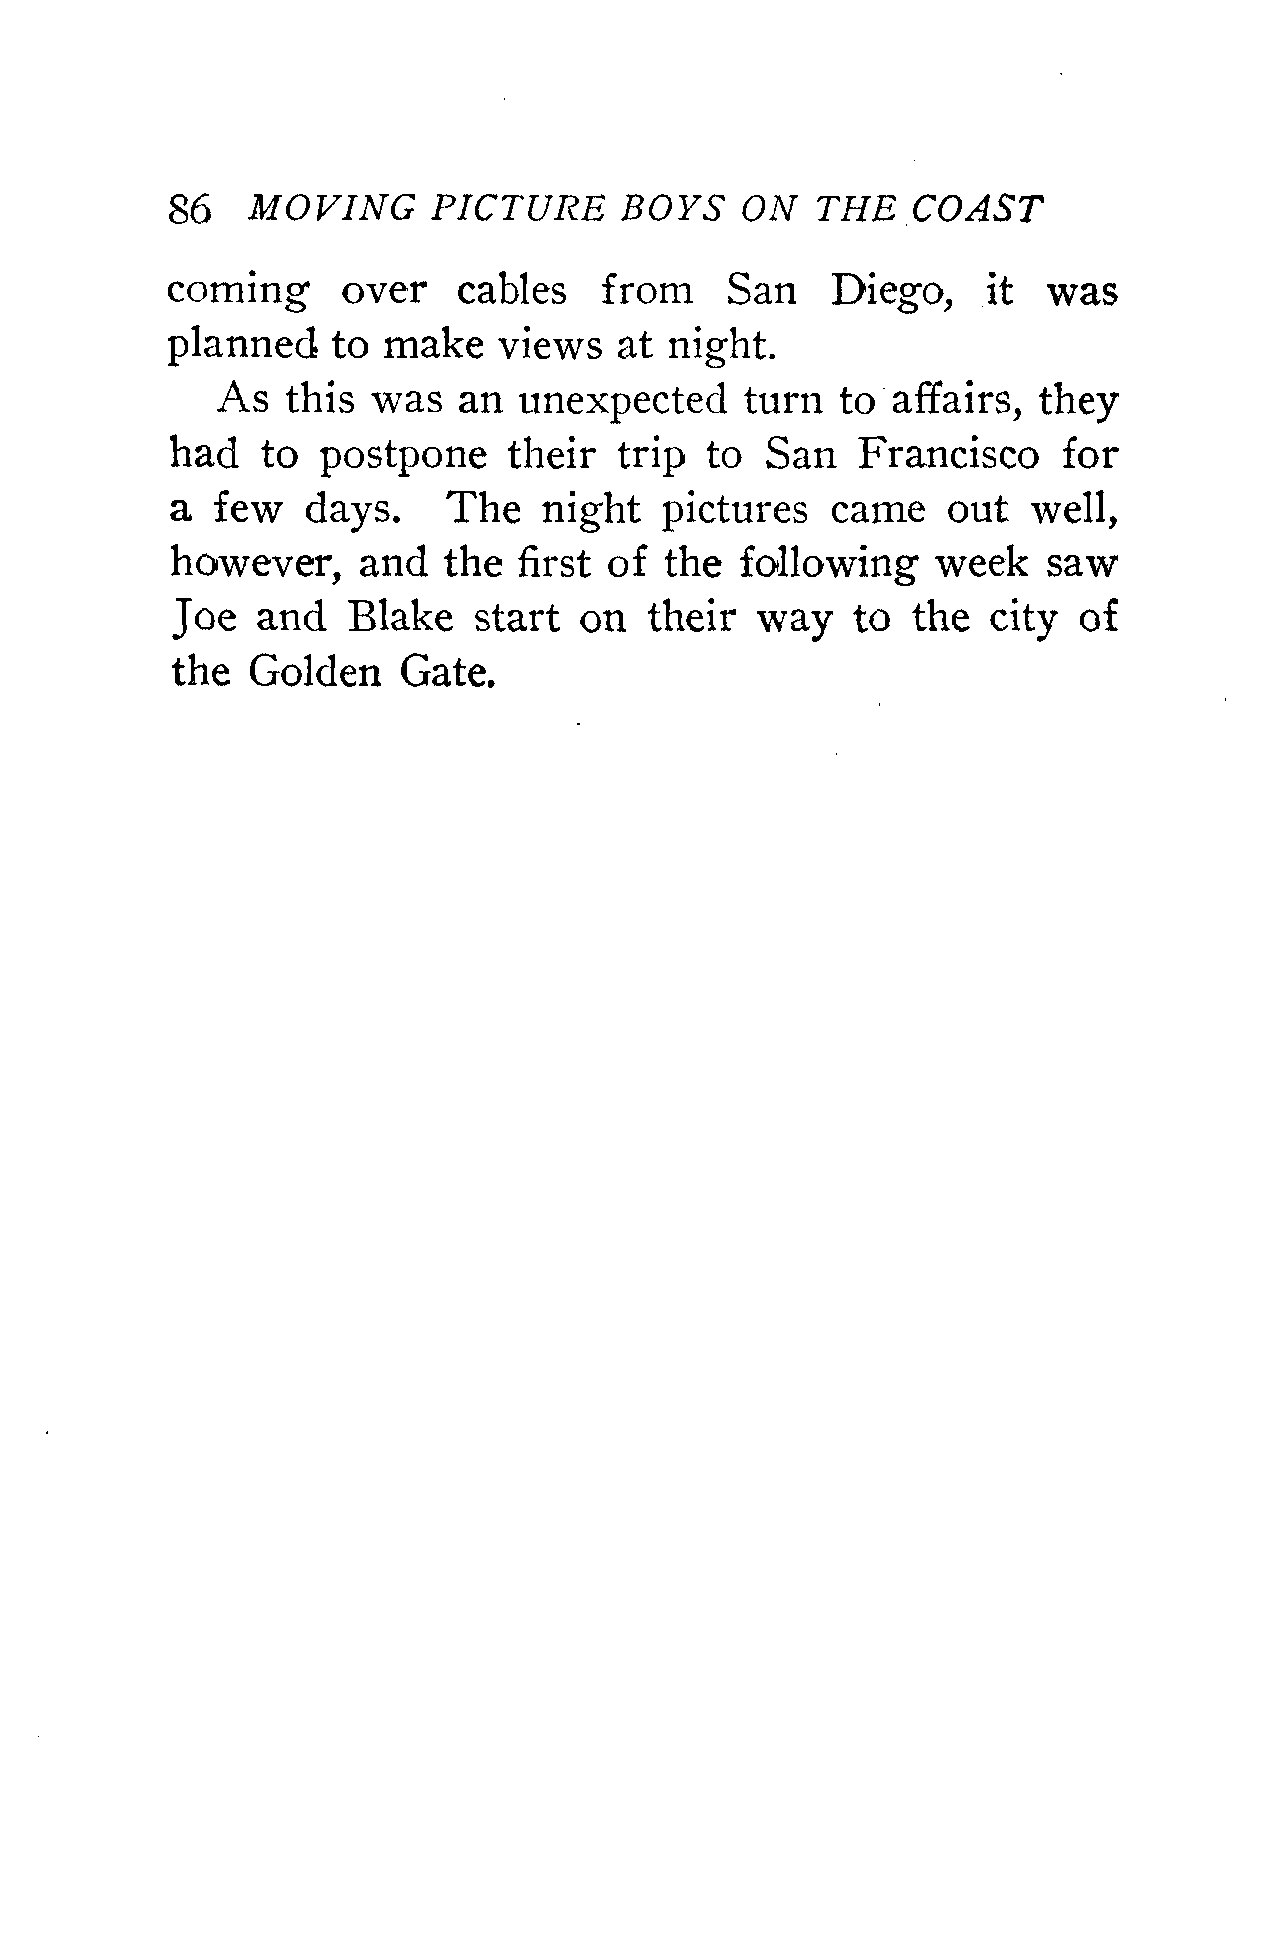 86 MOVING PICTURE BOYS ON THE COAST
coming over cables from San Diego, it was
planned to make views at night.
As this was an unexpected turn to affairs, they
had to postpone their trip to San Francisco for
a few days. The night pictures came out well,
however, and the first of the following week saw
Joe and Blake start on their way to the city of
the Golden Gate.